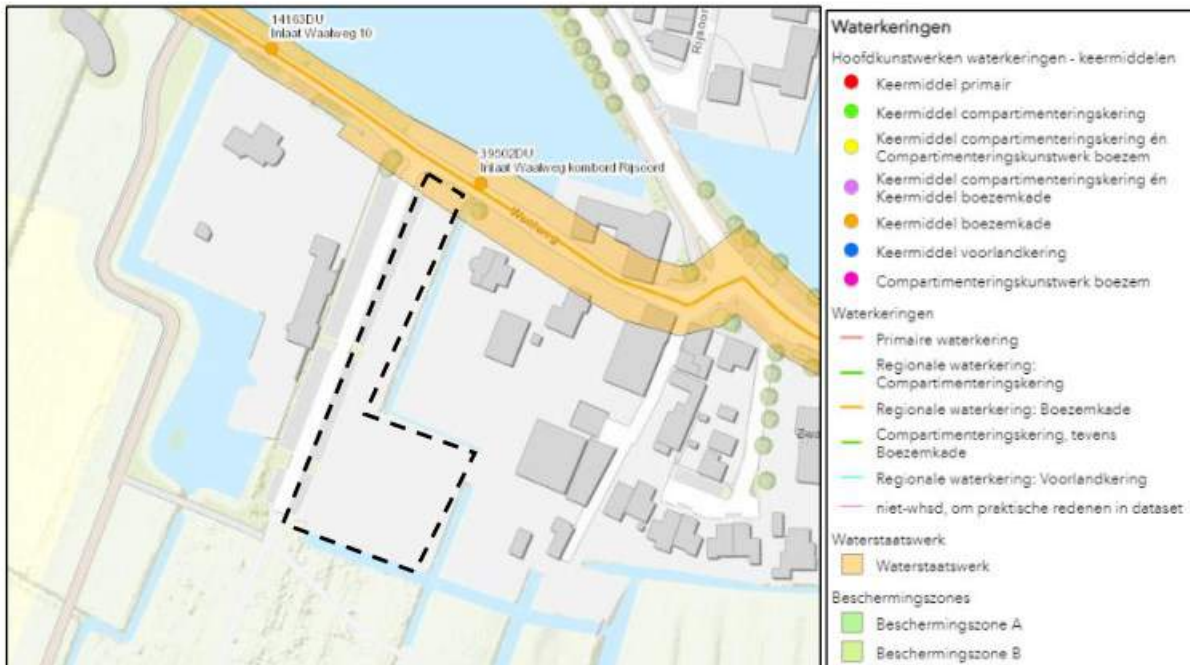 14163DU
Inlaat Waalweg 10
39502DU
Inlaat Waalweg kombord Rijsoord
Waalweg
Waterkeringen
Hoofdkunstwerken waterkeringen - keermiddelen
Keermiddel primair
Keermiddel compartimenteringskering
Keermiddel compartimenteringskering én
Compartimenteringskunstwerk boezem
Keermiddel compartimenteringskering én
Keermiddel boezemkade
Keermiddel boezemkade
Keermiddel voorlandkering
Compartimenteringskunstwerk boezem
Waterkeringen
Primaire waterkering
Regionale waterkering:
Compartimenteringskering
Regionale waterkering: Boezemkade
Compartimenteringskering, tevens
Boezemkade
Regionale waterkering: Voorlandkering
niet-whsd, om praktische redenen in dataset
Waterstaatswerk
Waterstaatswerk
Beschermingszones
Beschermingszone A
Beschermingszone B